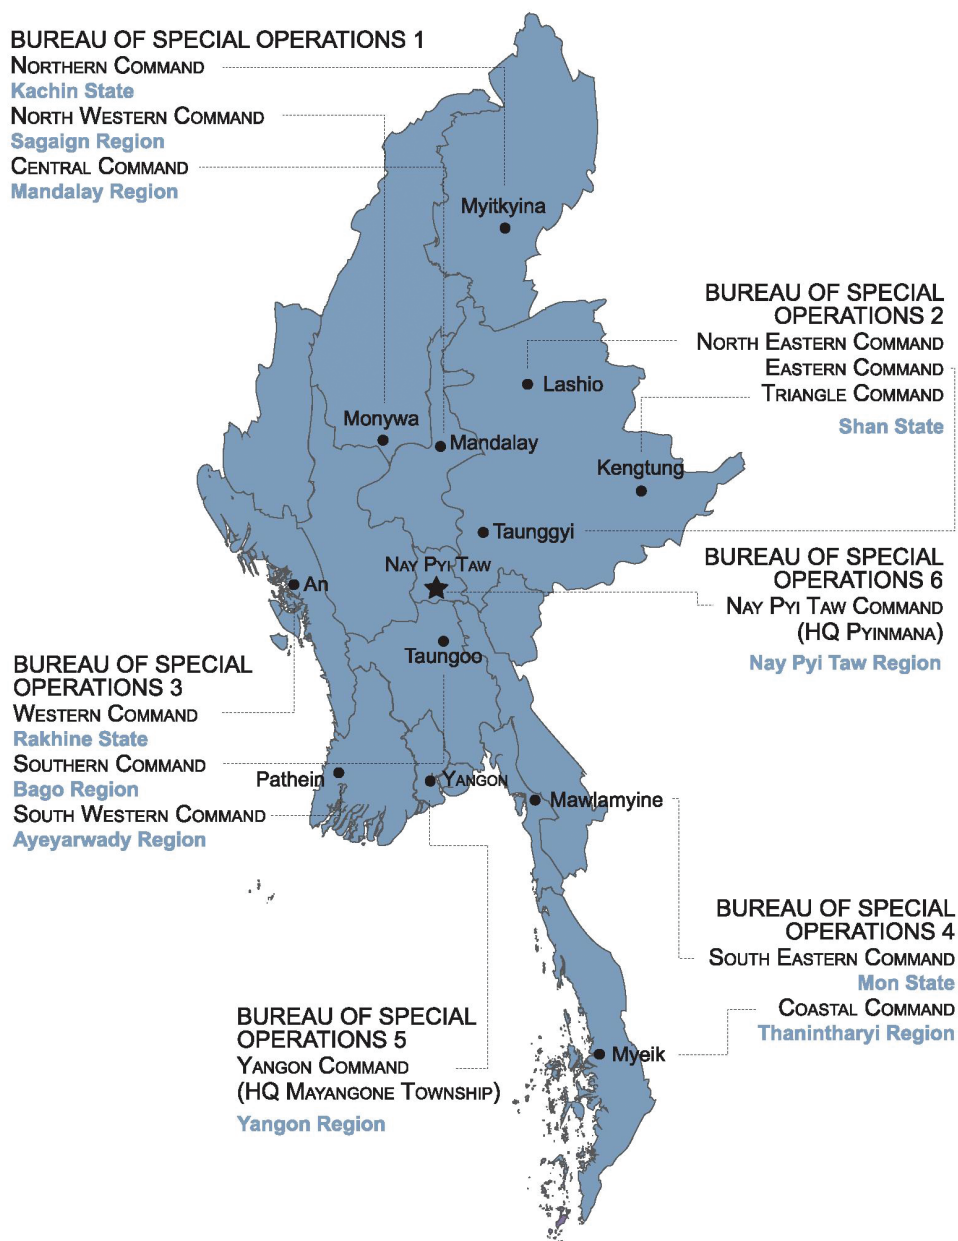 BUREAU OF SPECIAL OPERATIONS 1
NORTHERN COMMAND
Kachin State
NORTH WESTERN COMMAND
Sagaign Region
CENTRAL COMMAND
Mandalay Region
Myitkyina
BUREAU OF SPECIAL
OPERATIONS 2
NORTH EASTERN COMMAND
EASTERN COMMAND
TRIANGLE COMMAND
Shan State
Lashio
Monywa
Mandalay
Kengtung
Taunggyi
NAY PYI TAW
An
Taungoo
BUREAU OF SPECIAL
OPERATIONS 6
NAY PYI TAW COMMAND
(HQ PYINMANA)
Nay Pyi Taw Region
BUREAU OF SPECIAL
OPERATIONS 3
WESTERN COMMAND
Rakhine State
SOUTHERN COMMAND
Bago Region
SOUTH WESTERN COMMAND
Ayeyarwady Region
Pathein
YANGON
Mawlamyine
BUREAU OF SPECIAL
OPERATIONS 4
SOUTH EASTERN COMMAND
Mon State
COASTAL COMMAND
Thanintharyi Region
Myeik
BUREAU OF SPECIAL
OPERATIONS 5
YANGON COMMAND
(HQ MAYANGONE TOWNSHIP)
Yangon Region